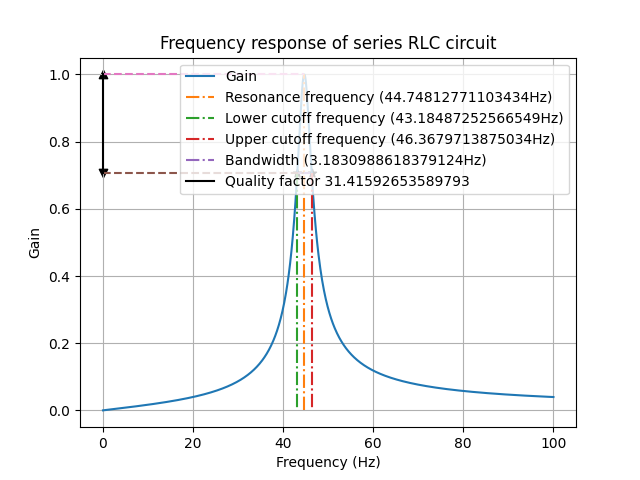 Frequency response of series RLC circuit
1.0
0.8
0.6
0.4
0.2
0.0
Gain
Gain
Resonance frequency (44.74812771103434Hz)
Lower cutoff frequency (43.18487252566549Hz)
Upper cutoff frequency (46.3679713875034Hz)
Bandwidth (3.1830988618379124Hz)
Quality factor 31.41592653589793
0 20 40 60 80 100
Frequency (Hz)